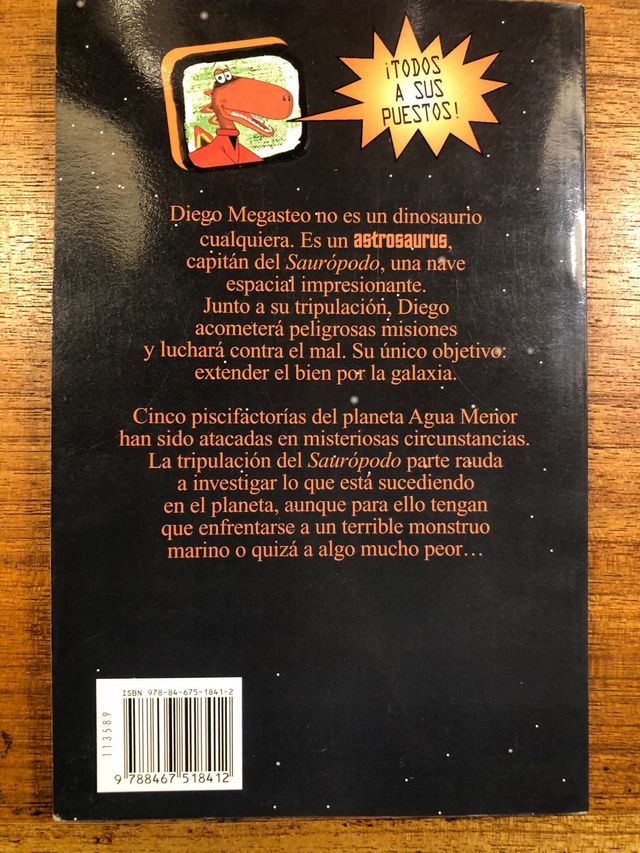 ¡TODOS
A SUS
PUESTOS!
Diego Megasteo no es un dinosaurio
cualquiera. Es un astrosaurus,
capitán del Saurópodo, una nave
espacial impresionante.
Junto a su tripulación, Diego
acometerá peligrosas misiones
y luchará contra el mal. Su único objetivo:
extender el bien por la galaxia.
Cinco piscifactorías del planeta Agua Menor
han sido atacadas en misteriosas circunstancias.
La tripulación del Saurópodo parte rauda
a investigar lo que está sucediendo
en el planeta, aunque para ello tengan
que enfrentarse a un terrible monstruo
marino o quizá a algo mucho peor…
ISBN 978-84-675-1841-2
113589
9 788467 518412